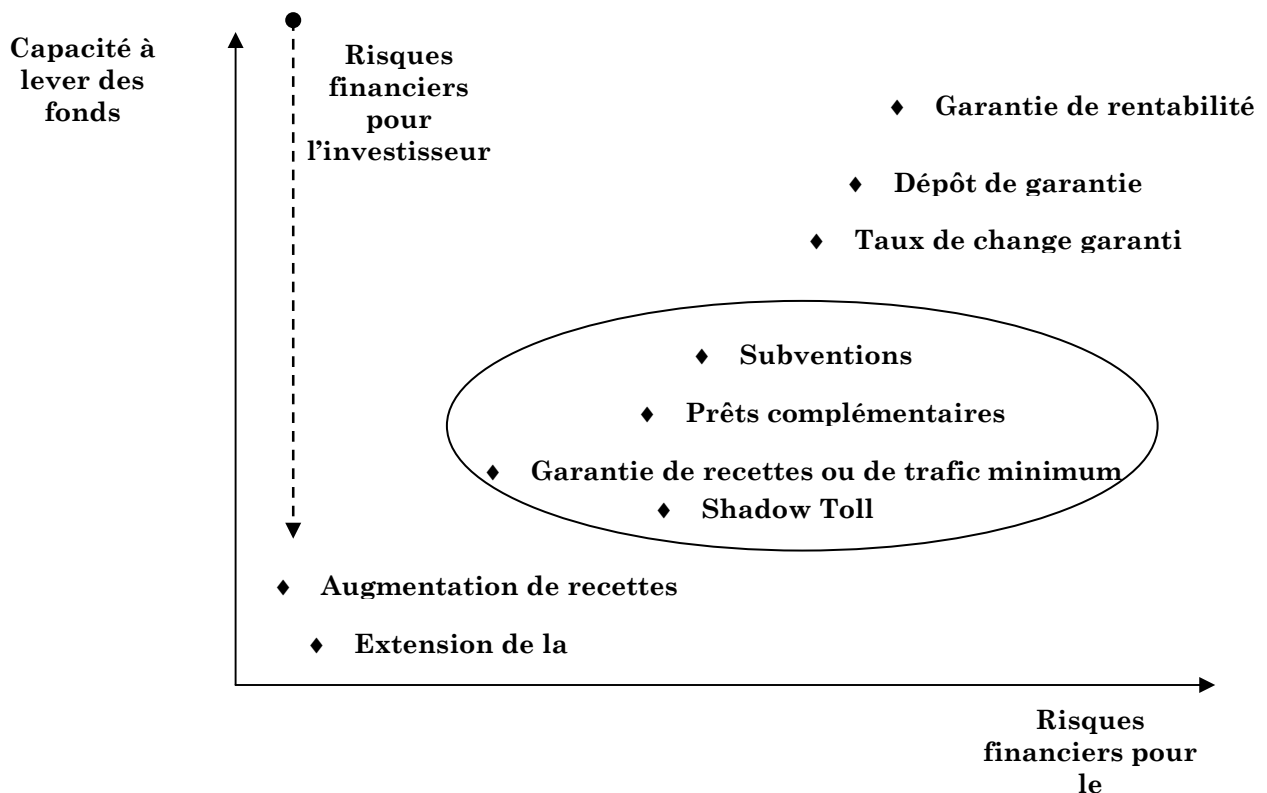 Capacité à
lever des
fonds
Risques
financiers
pour
l'investisseur
Garantie de rentabilité
Dépôt de garantie
Taux de change garanti
Subventions
Prêts complémentaires
Garantie de recettes ou de trafic minimum
Shadow Toll
Augmentation de recettes
Extension de la
Risques
financiers pour
le